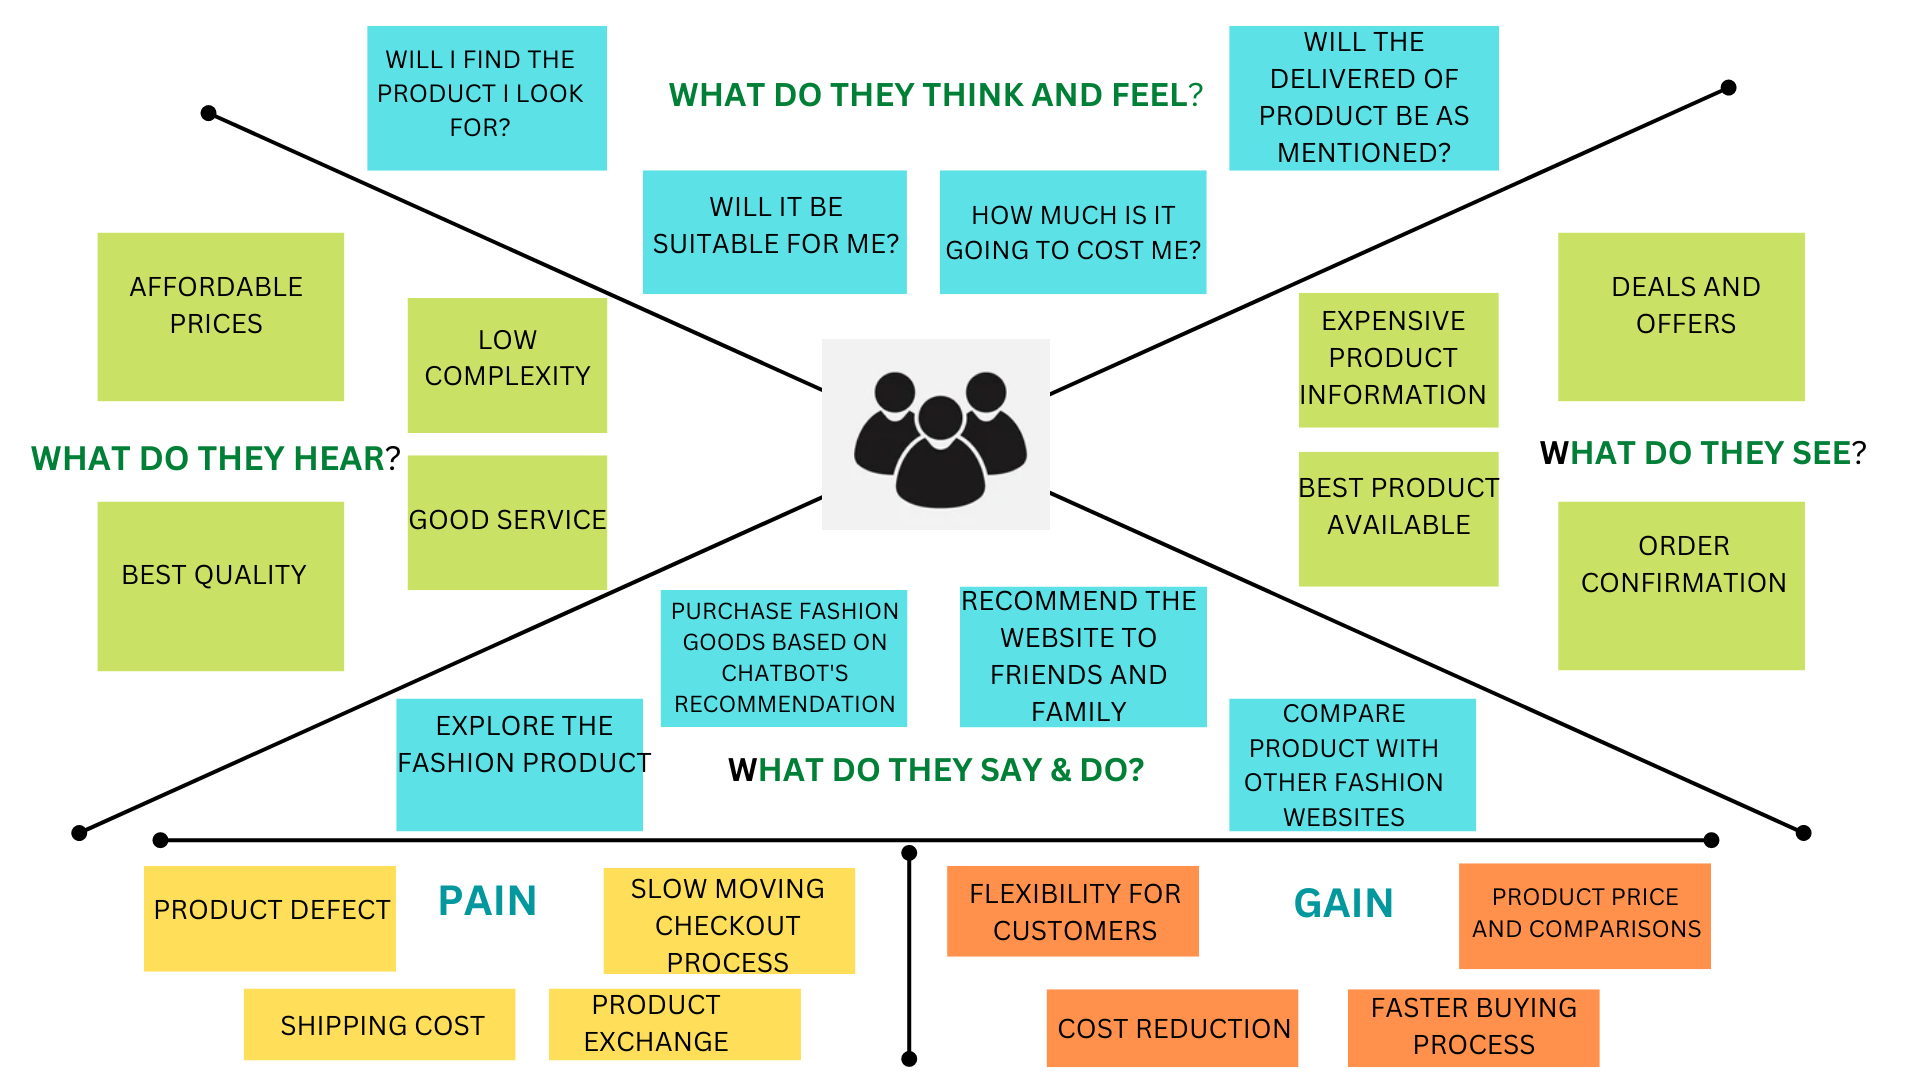 WILL I FIND THE
PRODUCT I LOOK
FOR?
WHAT DO THEY THINK AND FEEL?
WILL THE
DELIVERED OF
PRODUCT BE AS
MENTIONED?
WILL IT BE
SUITABLE FOR ME?
HOW MUCH IS IT
GOING TO COST ME?
AFFORDABLE
PRICES
LOW
COMPLEXITY
WHAT DO THEY HEAR?
GOOD SERVICE
BEST QUALITY
EXPENSIVE
PRODUCT
INFORMATION
DEALS AND
OFFERS
WHAT DO THEY SEE?
BEST PRODUCT
AVAILABLE
ORDER
CONFIRMATION
PURCHASE FASHION
GOODS BASED ON
CHATBOT'S
RECOMMENDATION
RECOMMEND THE
WEBSITE TO
FRIENDS AND
FAMILY
EXPLORE THE
FASHION PRODUCT
WHAT DO THEY SAY & DO?
COMPARE
PRODUCT WITH
OTHER FASHION
WEBSITES
PRODUCT DEFECT
PAIN
SLOW MOVING
CHECKOUT
PROCESS
SHIPPING COST
PRODUCT
EXCHANGE
FLEXIBILITY FOR
CUSTOMERS
GAIN
PRODUCT PRICE
AND COMPARISONS
COST REDUCTION
FASTER BUYING
PROCESS